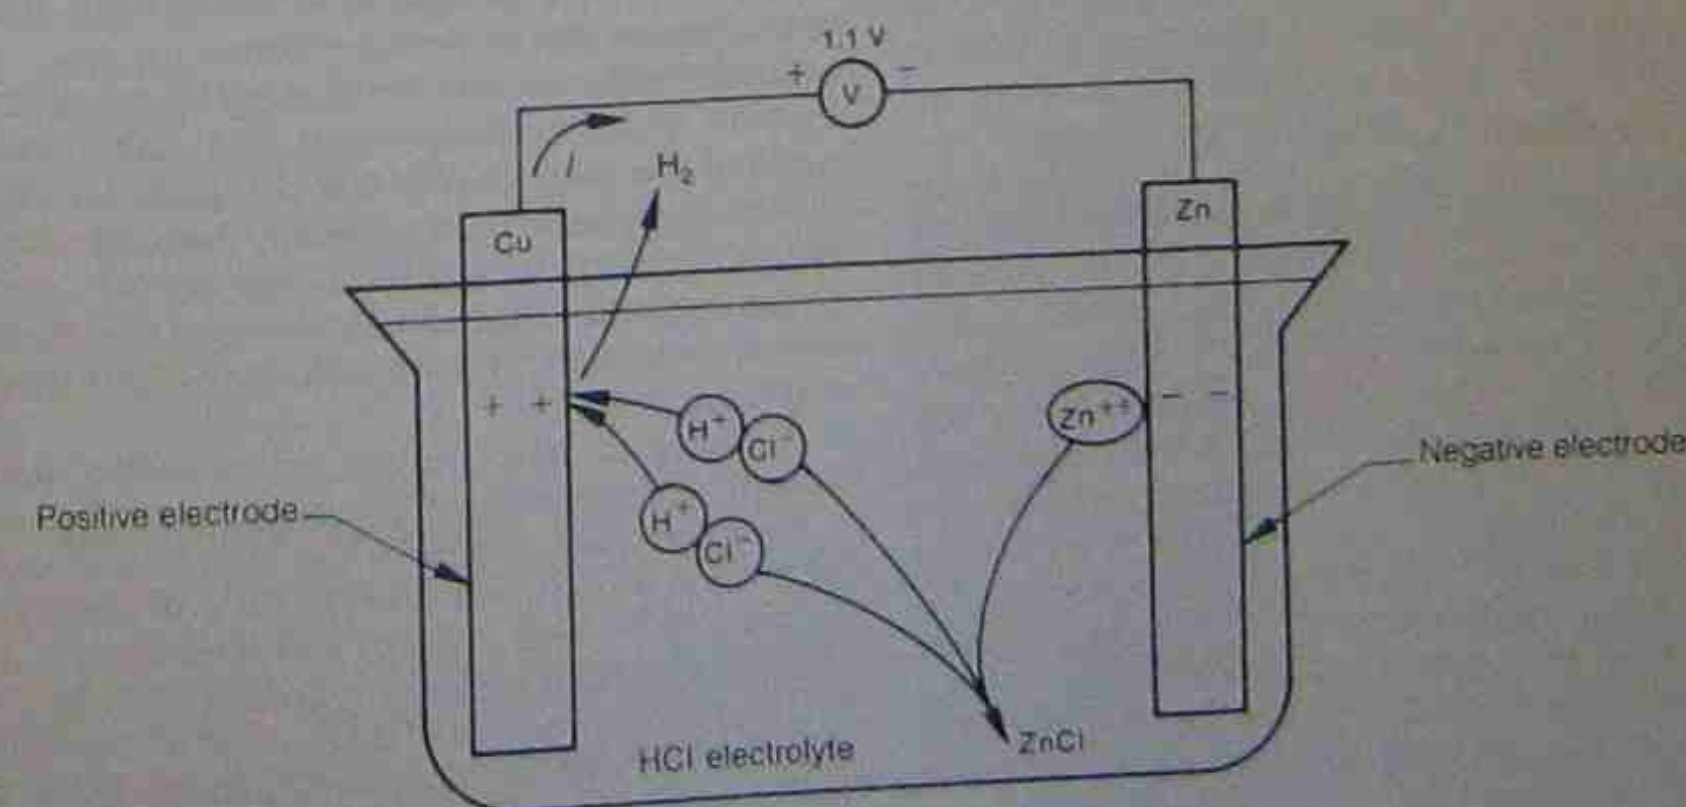 1.1 V
+ V −
I
H₂
Cu
Zn
+ +
H⁺ Cl⁻
Zn⁺⁺
− −
Negative electrode
Positive electrode
H⁺
Cl⁻
HCl electrolyte
ZnCl